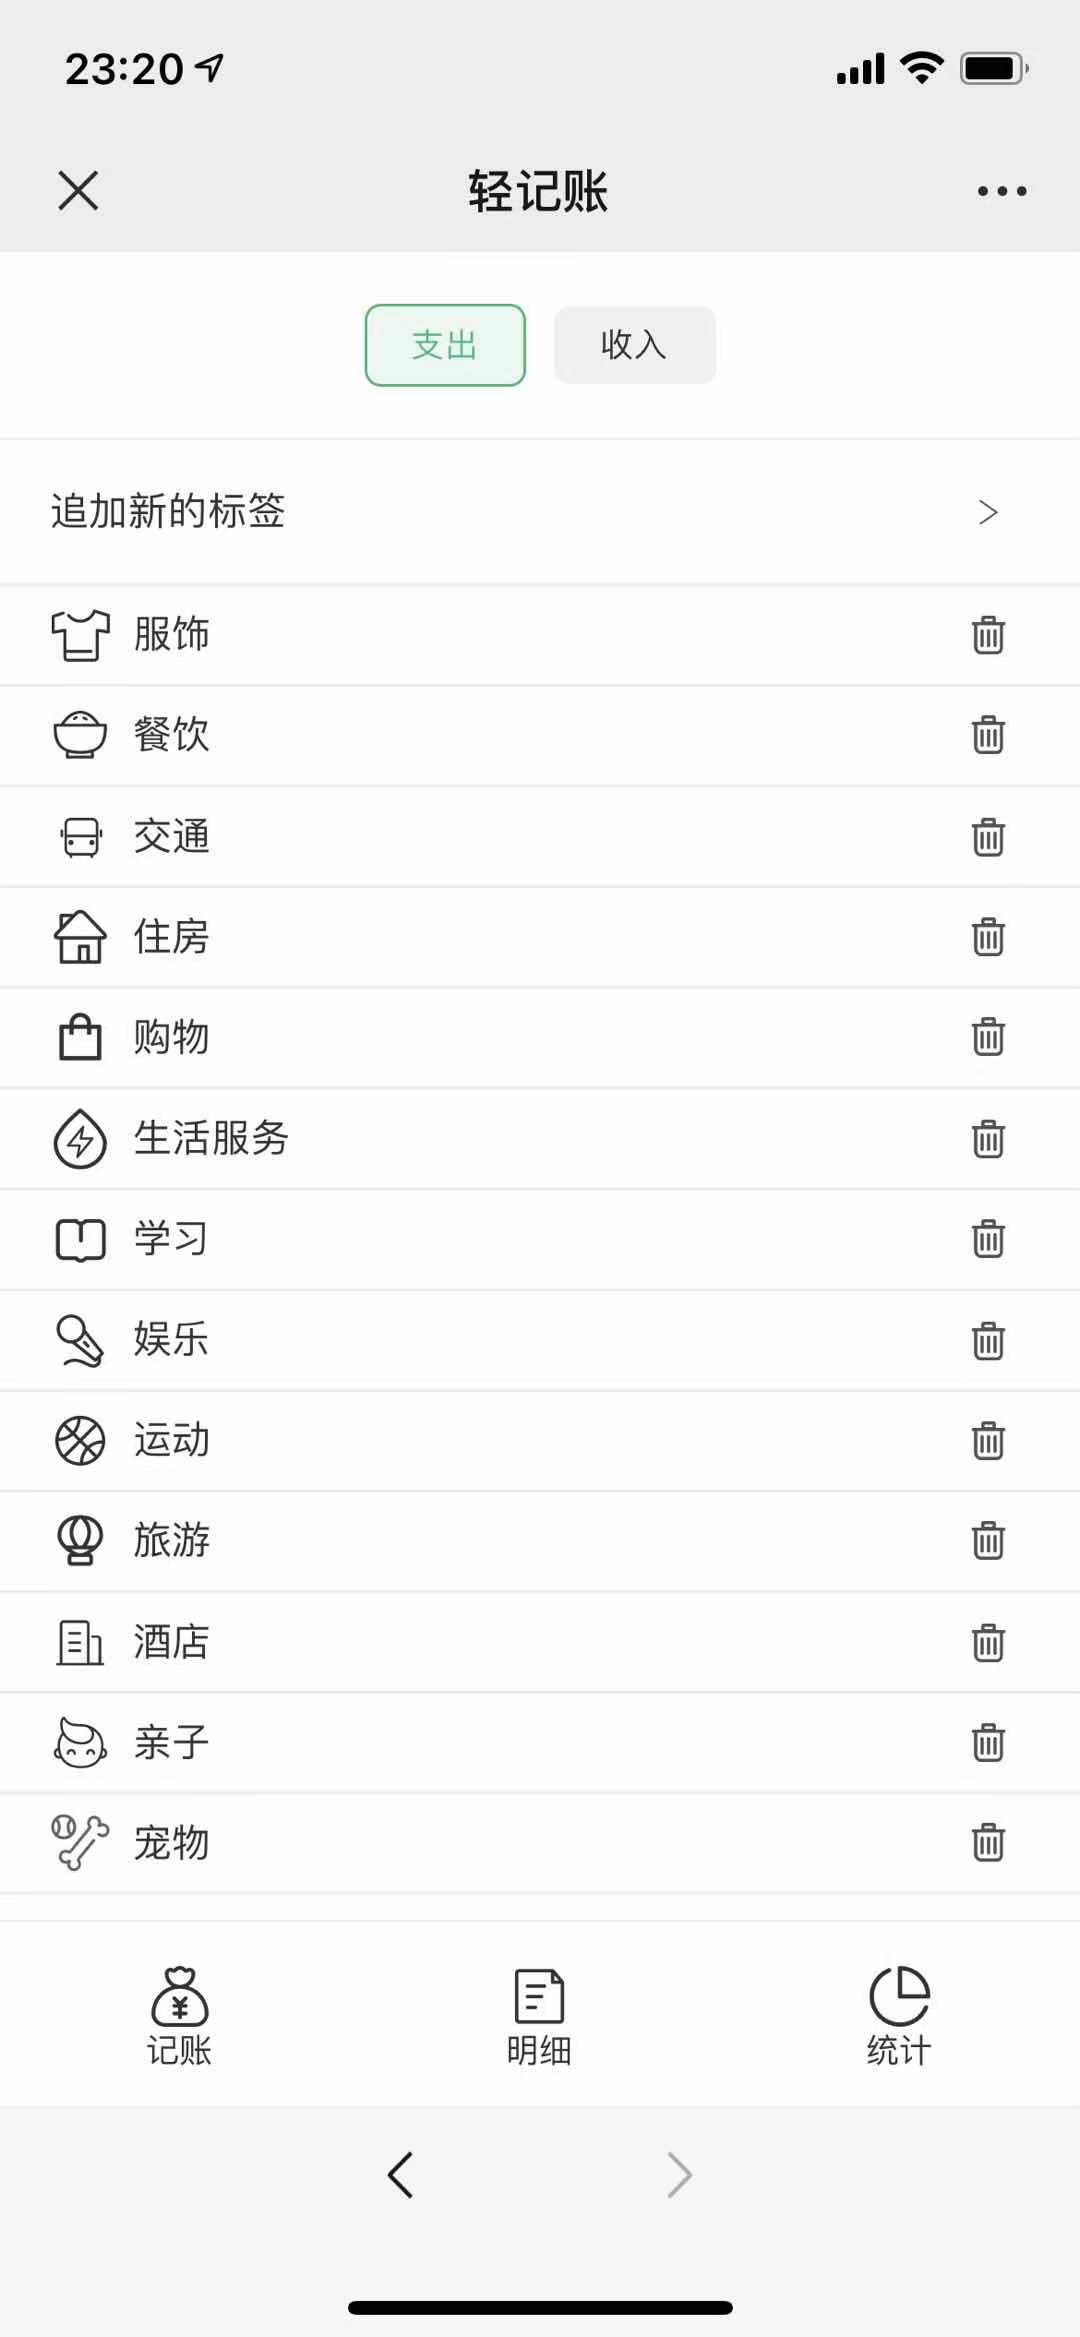 23:20
轻记账
支出
收入
追加新的标签
服饰
餐饮
交通
住房
购物
生活服务
学习
娱乐
运动
旅游
酒店
亲子
宠物
记账
明细
统计